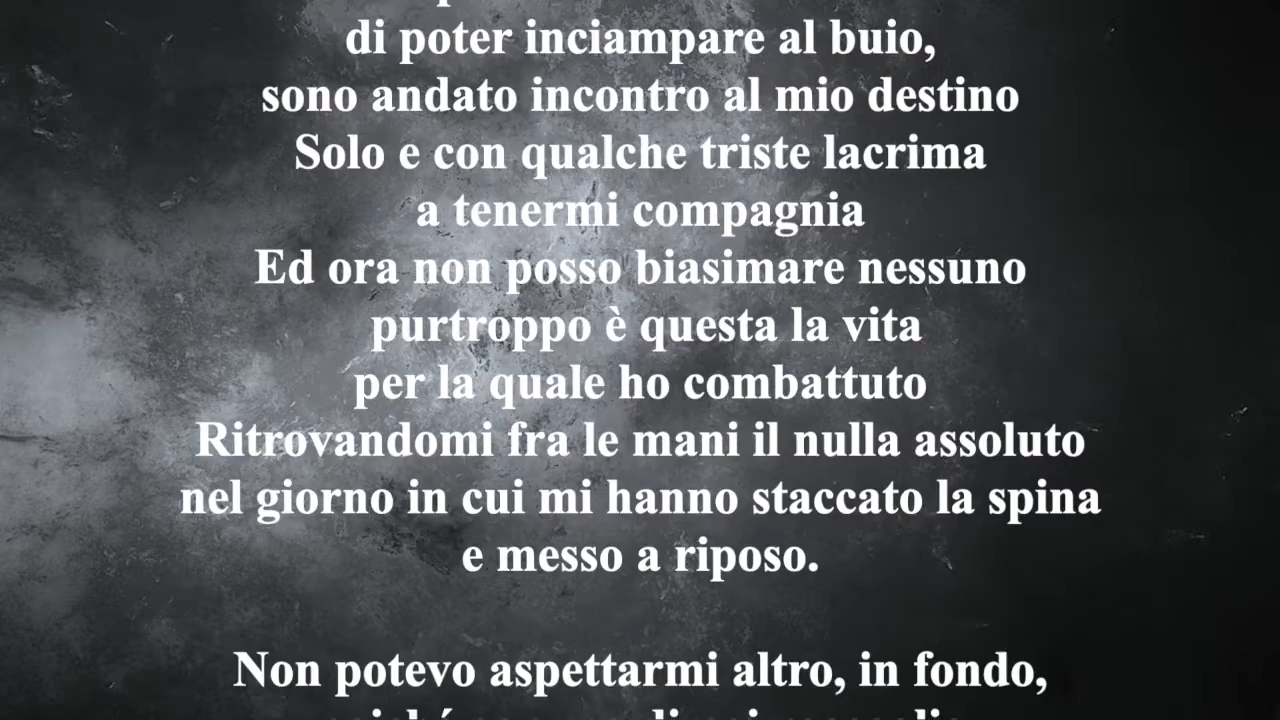 di poter inciampare al buio,
sono andato incontro al mio destino
Solo e con qualche triste lacrima
a tenermi compagnia
Ed ora non posso biasimare nessuno
purtroppo è questa la vita
per la quale ho combattuto
Ritrovandomi fra le mani il nulla assoluto
nel giorno in cui mi hanno staccato la spina
e messo a riposo.
Non potevo aspettarmi altro, in fondo,